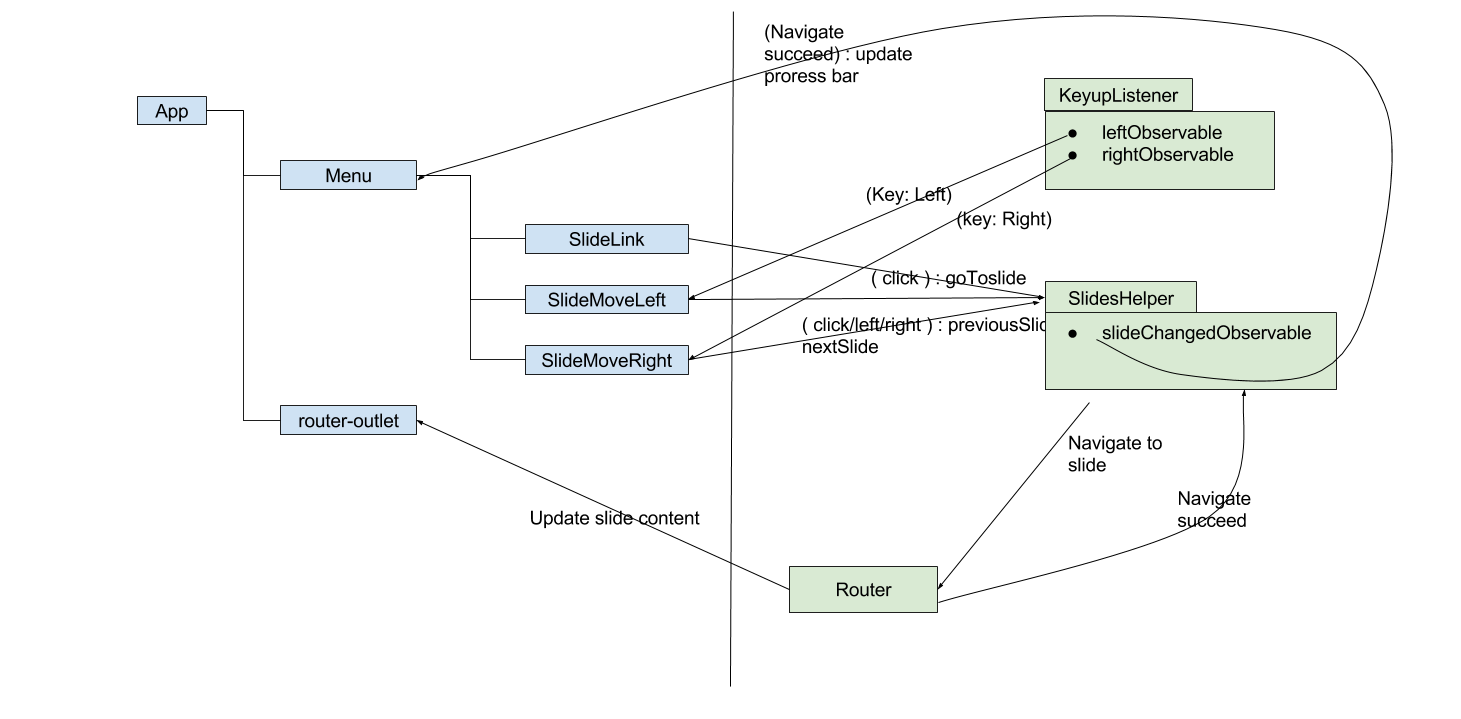 (Navigate
succeed) : update
proress bar
App
KeyupListener
leftObservable
rightObservable
Menu
(Key: Left)
(key: Right)
SlideLink
( click ) : goToslide
SlideMoveLeft
SlidesHelper
( click/left/right ) : previousSlid
nextSlide
slideChangedObservable
SlideMoveRight
router-outlet
Navigate to
slide
Navigate
succeed
Update slide content
Router